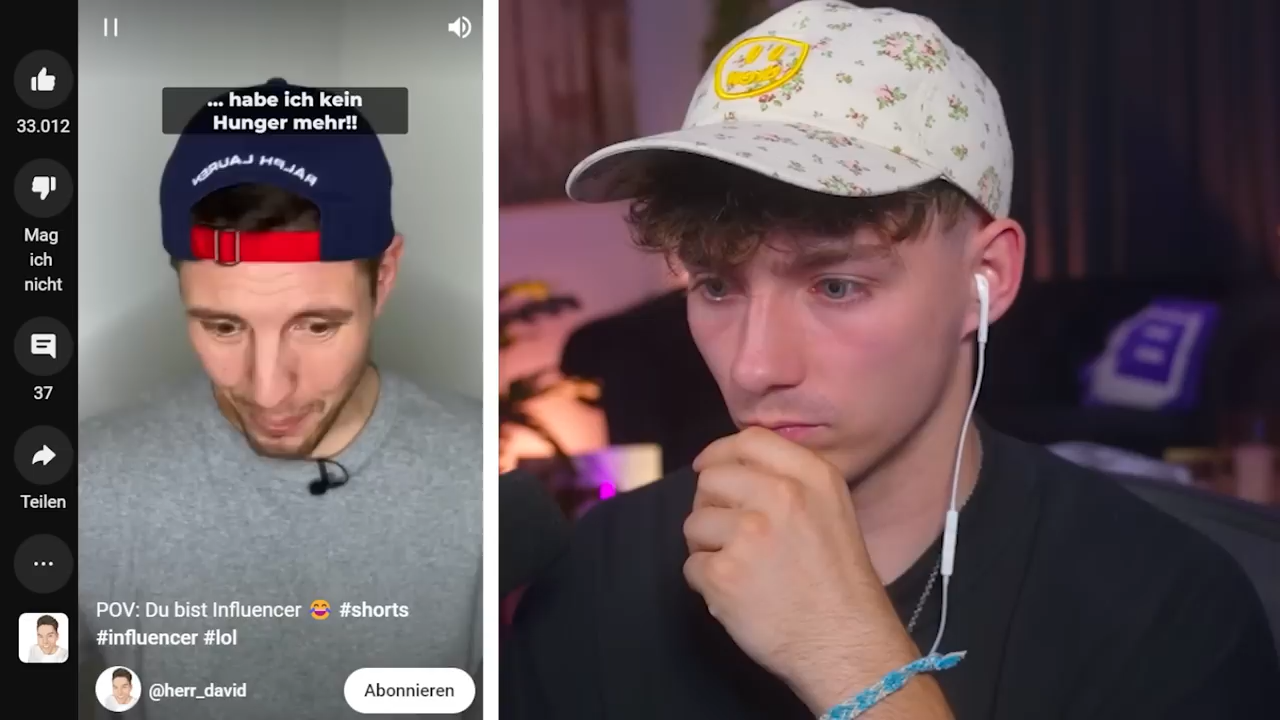 ... habe ich kein
Hunger mehr!!
RALPH LAUREN
33.012
Mag
ich
nicht
37
Teilen
POV: Du bist Influencer 😂 #shorts
#influencer #lol
@herr_david
Abonnieren